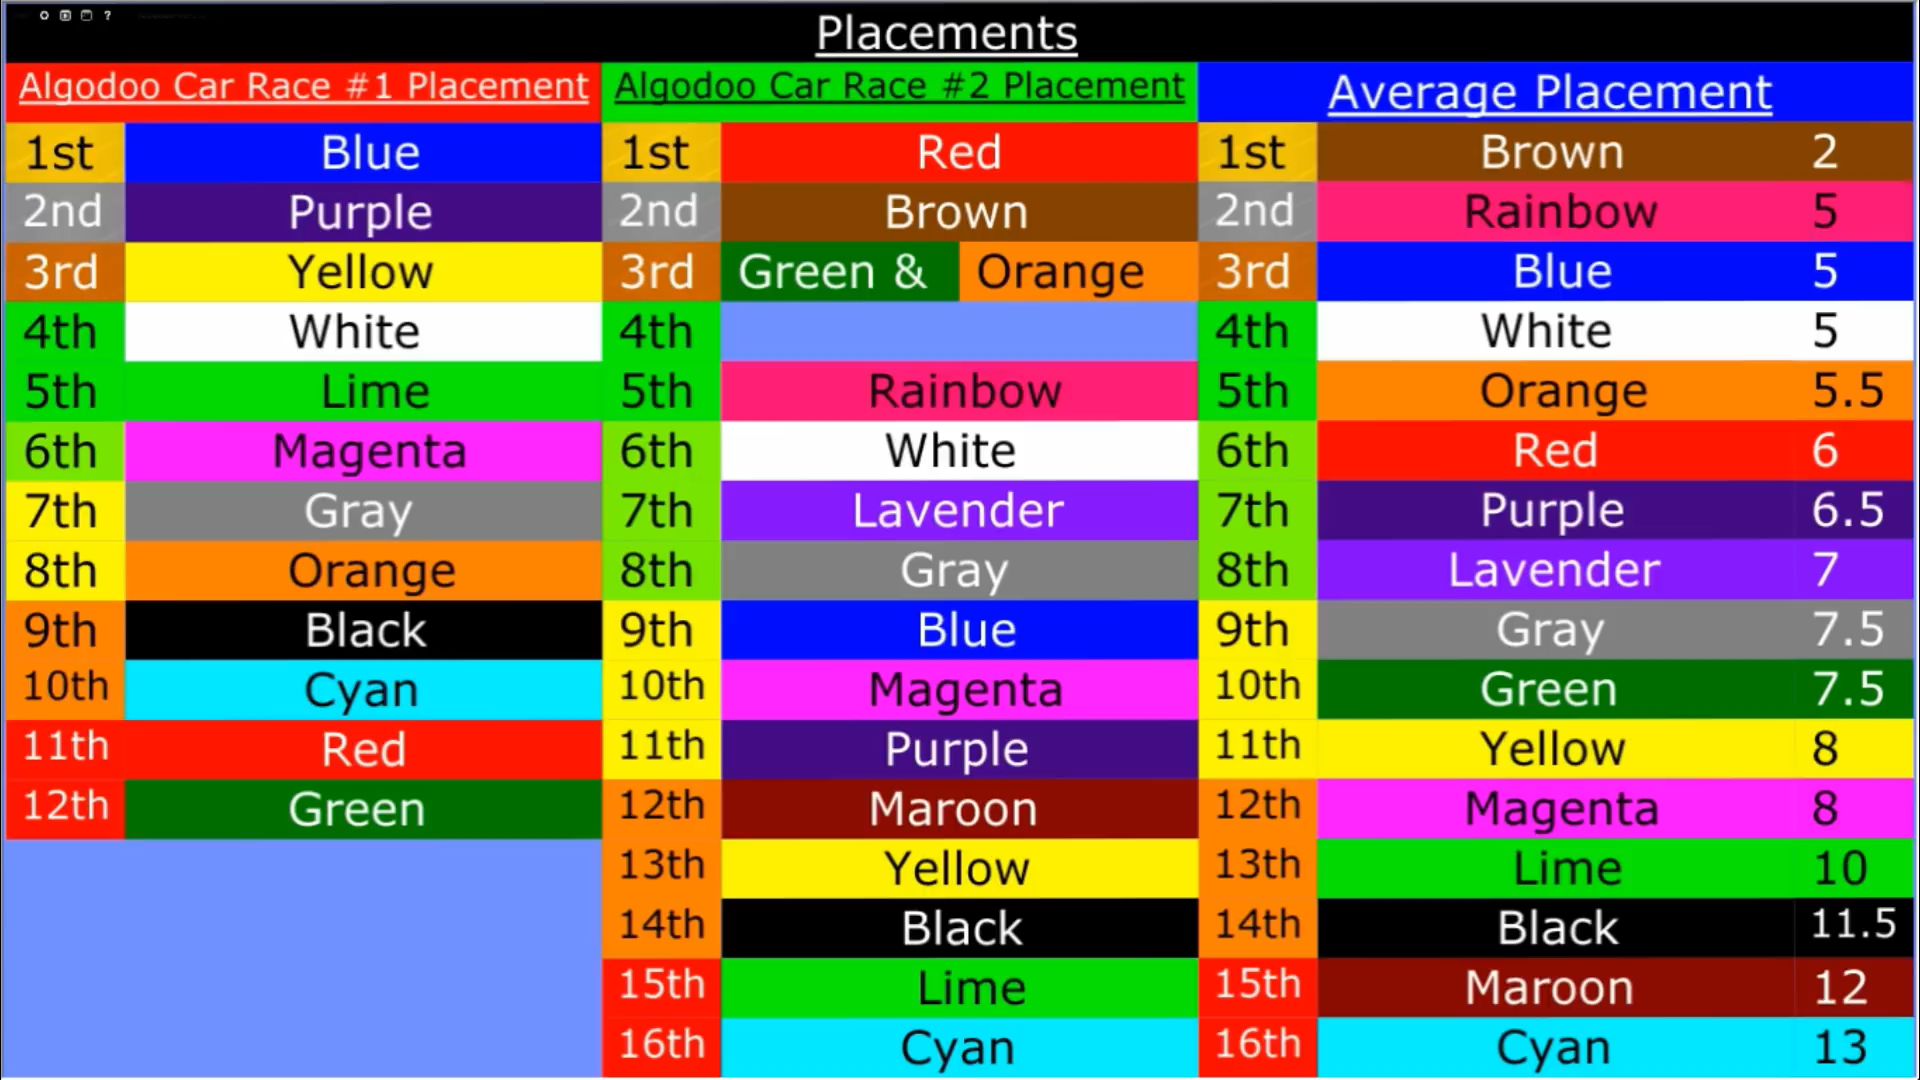 ?
Placements
Algodoo Car Race #1 Placement Algodoo Car Race #2 Placement Average Placement
1st Blue 1st Red 1st Brown 2
2nd Purple 2nd Brown 2nd Rainbow 5
3rd Yellow 3rd Green & Orange 3rd Blue 5
4th White 4th 4th White 5
5th Lime 5th Rainbow 5th Orange 5.5
6th Magenta 6th White 6th Red 6
7th Gray 7th Lavender 7th Purple 6.5
8th Orange 8th Gray 8th Lavender 7
9th Black 9th Blue 9th Gray 7.5
10th Cyan 10th Magenta 10th Green 7.5
11th Red 11th Purple 11th Yellow 8
12th Green 12th Maroon 12th Magenta 8
13th Yellow 13th Lime 10
14th Black 14th Black 11.5
15th Lime 15th Maroon 12
16th Cyan 16th Cyan 13